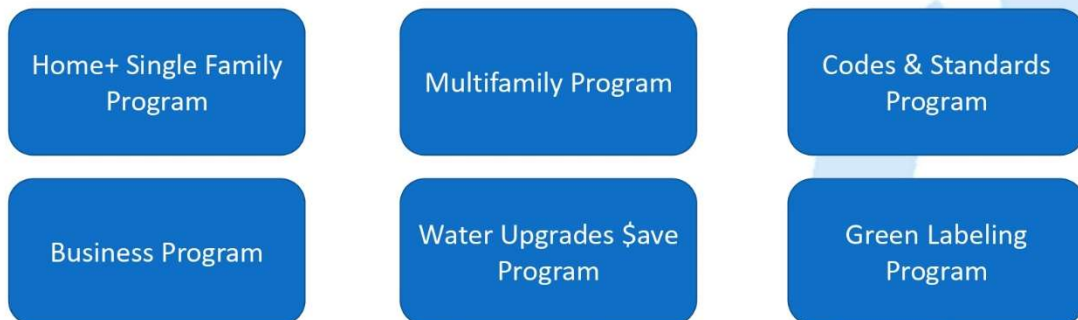 Home+ Single Family
Program
Multifamily Program
Codes & Standards
Program
Business Program
Water Upgrades $ave
Program
Green Labeling
Program